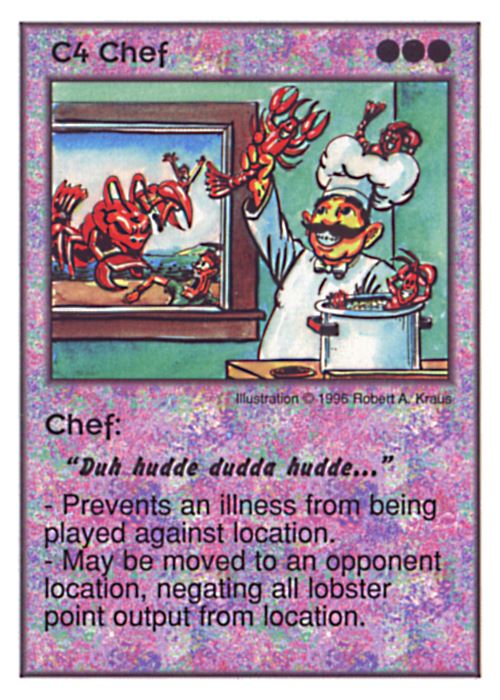 C4 Chef
Illustration © 1996 Robert A. Kraus
Chef:
“Duh hudde dudda hudde...”
- Prevents an illness from being
played against location.
- May be moved to an opponent
location, negating all lobster
point output from location.